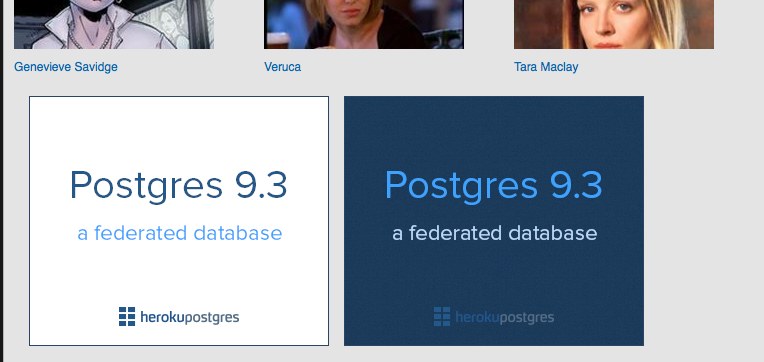 Genevieve Savidge
Veruca
Tara Maclay
Postgres 9.3
a federated database
herokupostgres
Postgres 9.3
a federated database
herokupostgres